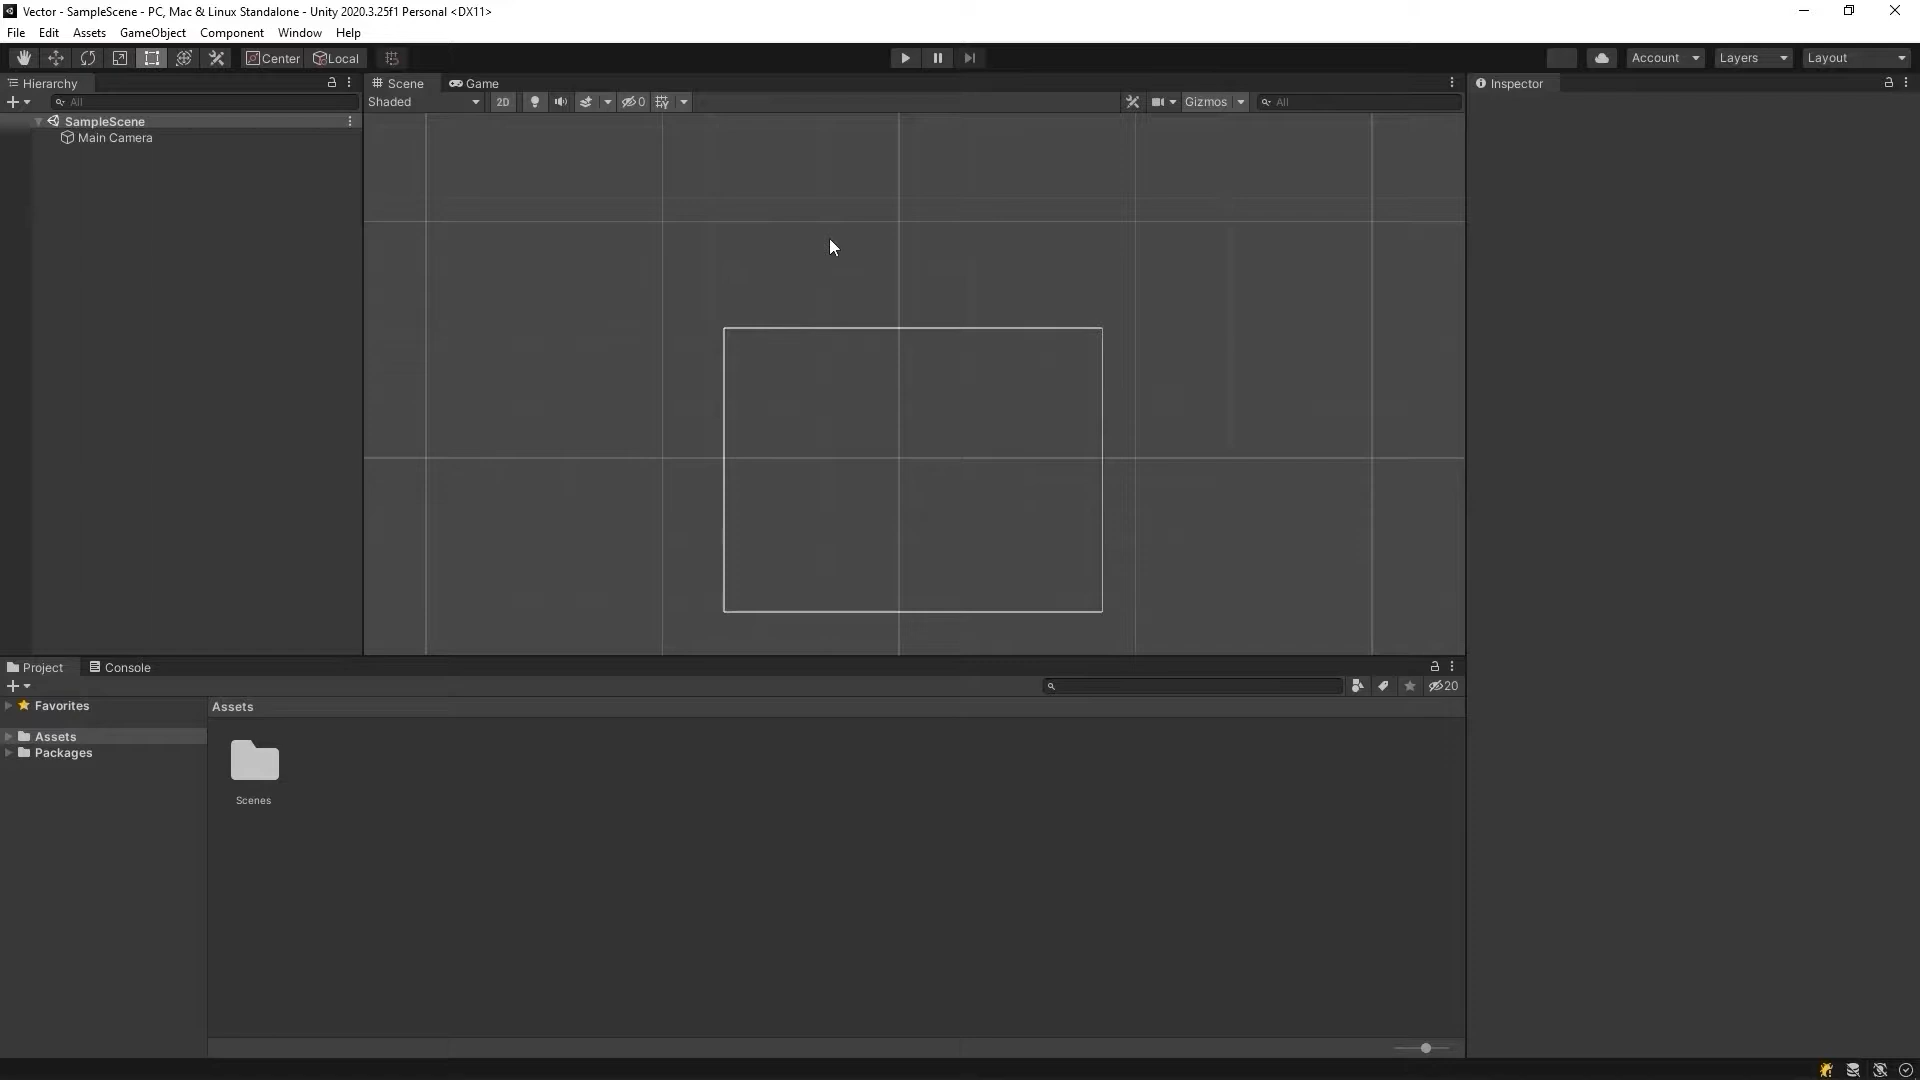 Vector - SampleScene - PC, Mac & Linux Standalone - Unity 2020.3.25f1 Personal <DX11>
File Edit Assets GameObject Component Window Help
Center Local Account Layers Layout
Hierarchy Scene Game Inspector
All Shaded 2D 0 Gizmos All
SampleScene
Main Camera
Project Console
20
Favorites Assets
Assets
Packages
Scenes